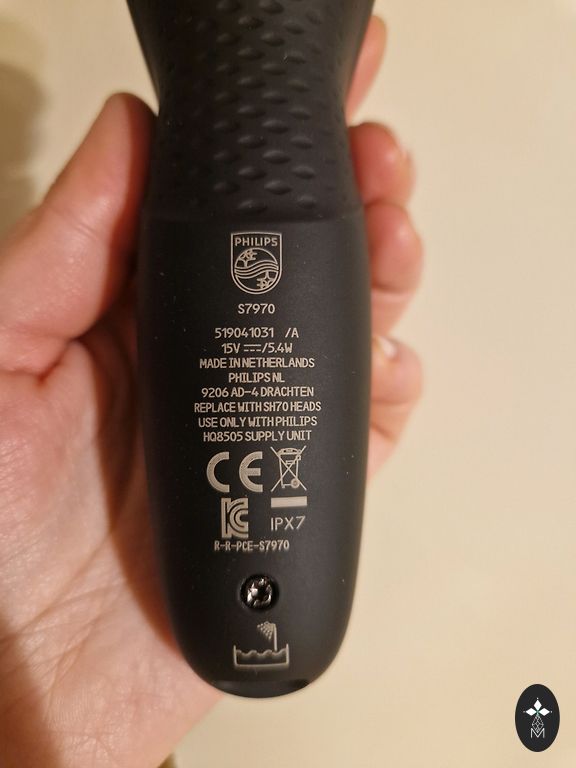 PHILIPS
S7970
519041031 /A
15V ⎓/5.4W
MADE IN NETHERLANDS
PHILIPS NL
9206 AD-4 DRACHTEN
REPLACE WITH SH70 HEADS
USE ONLY WITH PHILIPS
HQ8505 SUPPLY UNIT
CE
IPX7
R-R-PCE-S7970
M